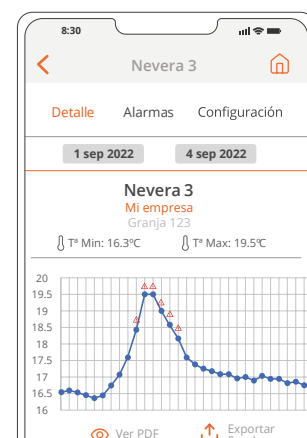 8:30
Nevera 3
Detalle Alarmas Configuración
1 sep 2022 4 sep 2022
Nevera 3
Mi empresa
Granja 123
Tª Min: 16.3ºC Tª Max: 19.5ºC
20
19.5
19
18.5
18
17.5
17
16.5
16
Ver PDF
Exportar